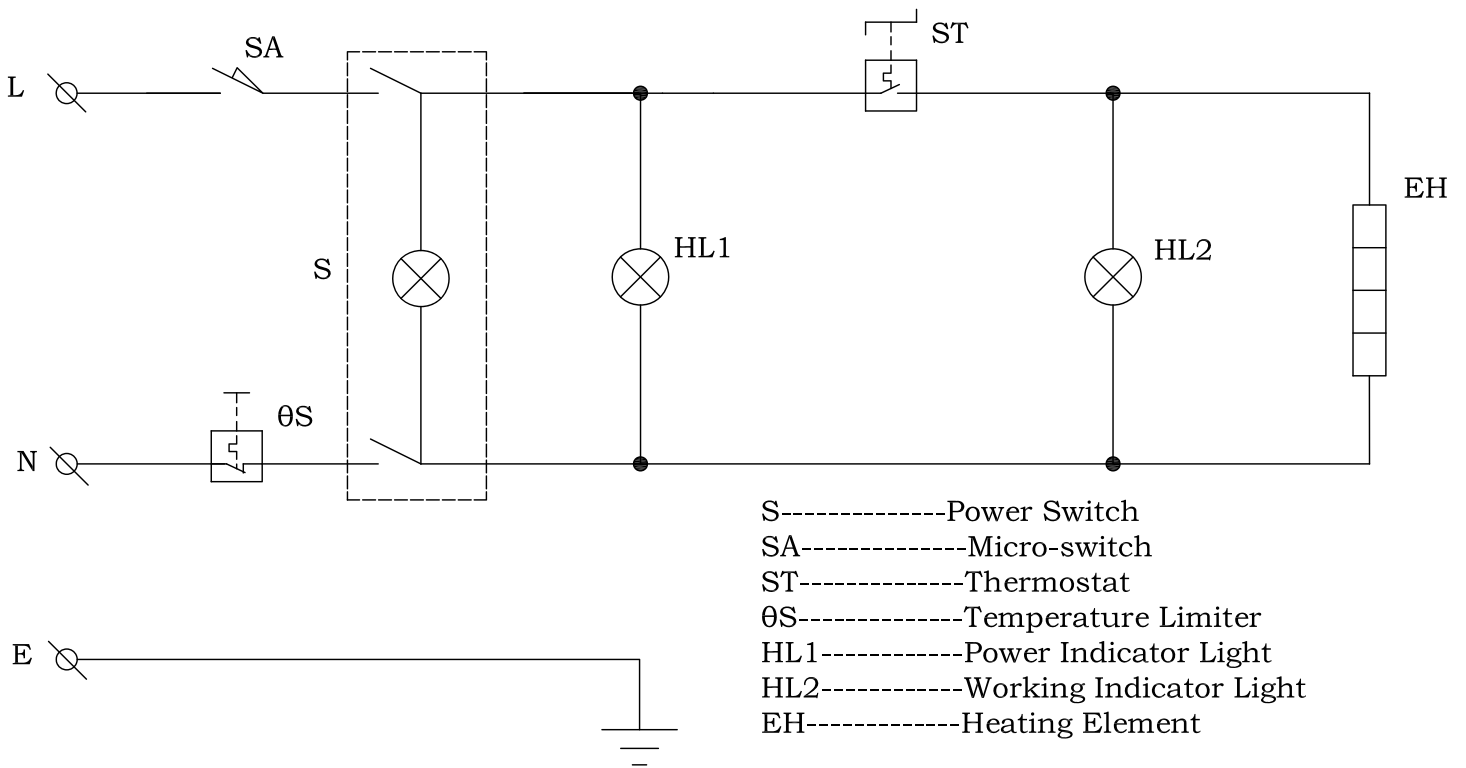 SA
ST
L
EH
HL1
HL2
S
θS
N
S--------------Power Switch
SA--------------Micro-switch
ST--------------Thermostat
θS--------------Temperature Limiter
E
HL1------------Power Indicator Light
HL2------------Working Indicator Light
EH-------------Heating Element